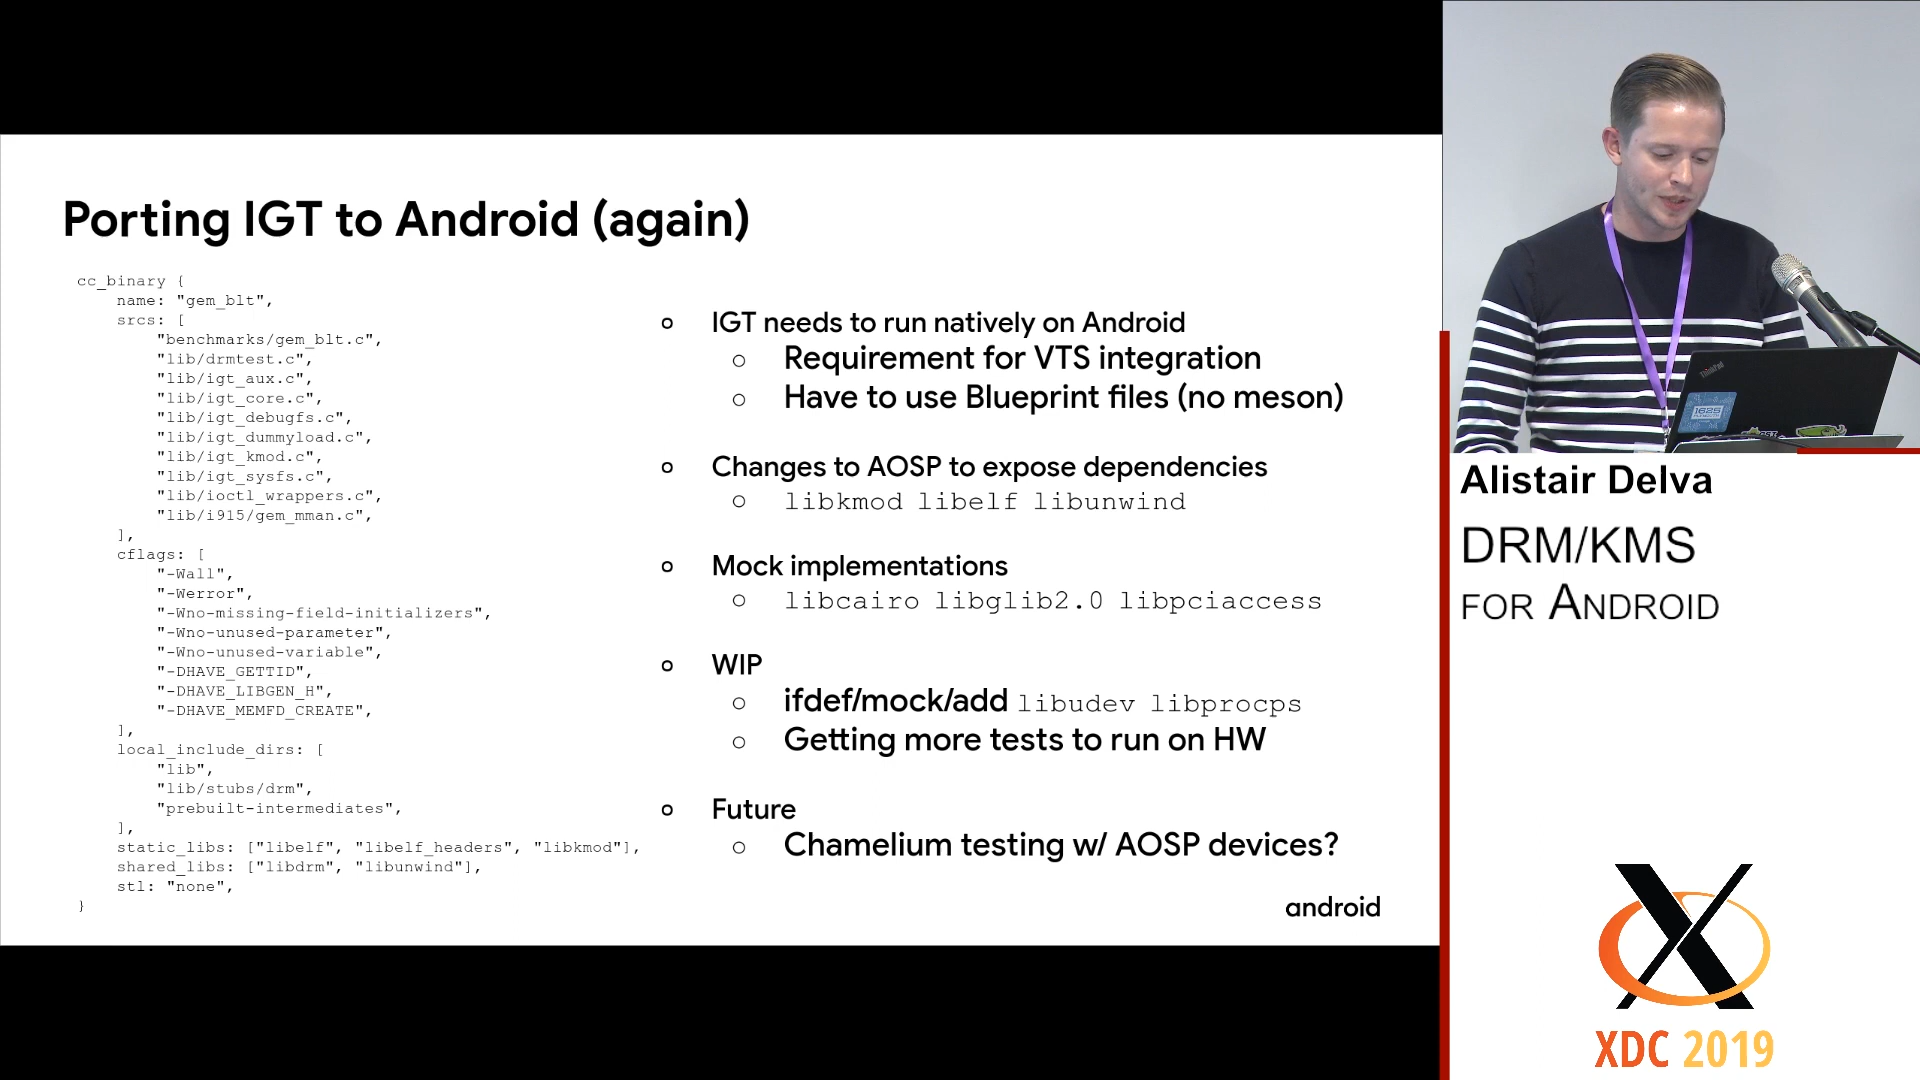 Porting IGT to Android (again)
cc_binary {
    name: "gem_blt",
    srcs: [
        "benchmarks/gem_blt.c",
        "lib/drmtest.c",
        "lib/igt_aux.c",
        "lib/igt_core.c",
        "lib/igt_debugfs.c",
        "lib/igt_dummyload.c",
        "lib/igt_kmod.c",
        "lib/igt_sysfs.c",
        "lib/ioctl_wrappers.c",
        "lib/i915/gem_mman.c",
    ],
    cflags: [
        "-Wall",
        "-Werror",
        "-Wno-missing-field-initializers",
        "-Wno-unused-parameter",
        "-Wno-unused-variable",
        "-DHAVE_GETTID",
        "-DHAVE_LIBGEN_H",
        "-DHAVE_MEMFD_CREATE",
    ],
    local_include_dirs: [
        "lib",
        "lib/stubs/drm",
        "prebuilt-intermediates",
    ],
    static_libs: ["libelf", "libelf_headers", "libkmod"],
    shared_libs: ["libdrm", "libunwind"],
    stl: "none",
}
IGT needs to run natively on Android
Requirement for VTS integration
Have to use Blueprint files (no meson)
Changes to AOSP to expose dependencies
libkmod libelf libunwind
Mock implementations
libcairo libglib2.0 libpciaccess
WIP
ifdef/mock/add libudev libprocps
Getting more tests to run on HW
Future
Chamelium testing w/ AOSP devices?
android
ThinkPad
1625
Alistair Delva
DRM/KMS
FOR ANDROID
XDC 2019